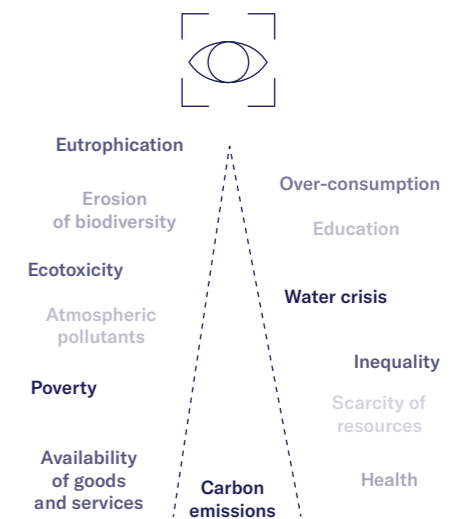 Eutrophication
Over-consumption
Erosion
of biodiversity
Education
Ecotoxicity
Water crisis
Atmospheric
pollutants
Inequality
Poverty
Scarcity of
resources
Availability
of goods
and services
Health
Carbon
emissions